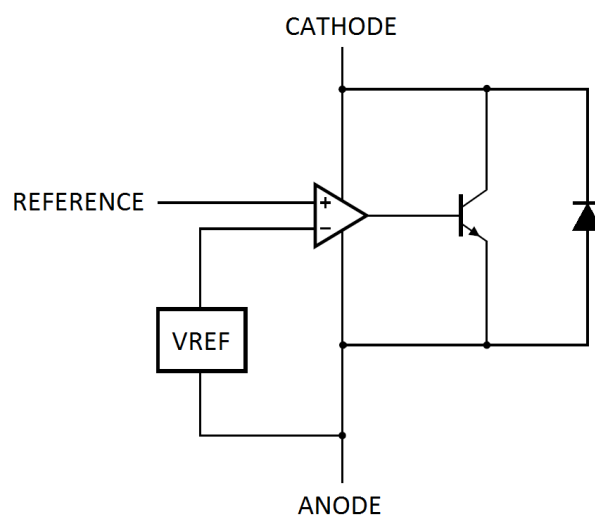 CATHODE
REFERENCE
+
−
VREF
ANODE